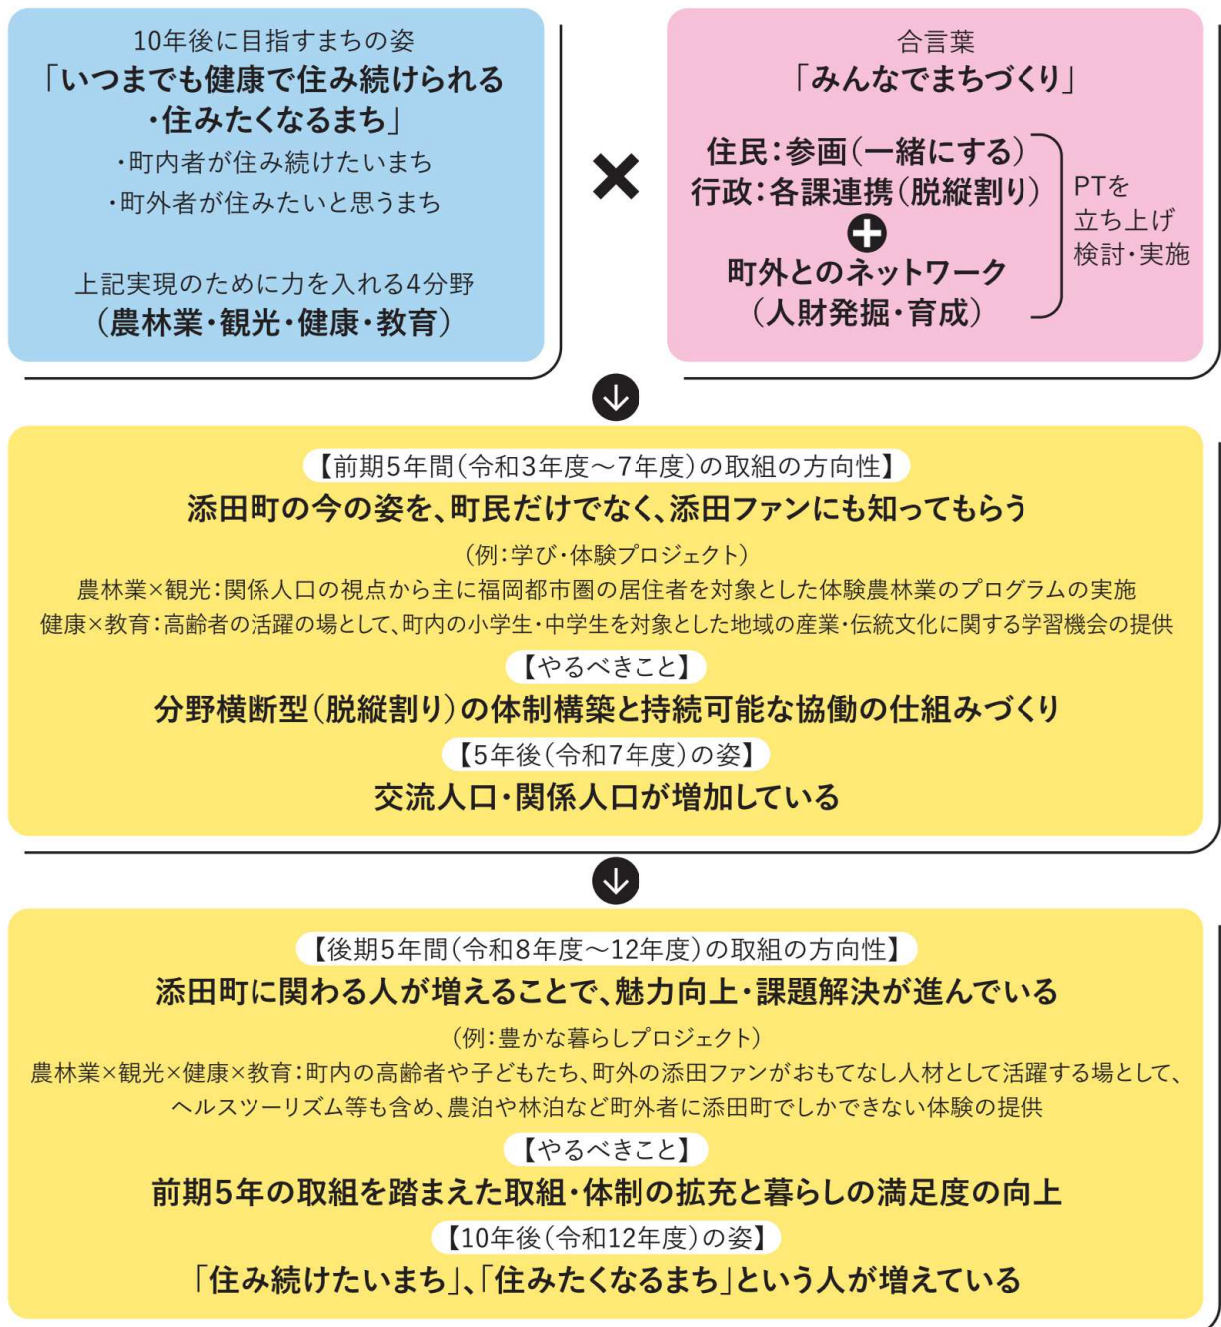 10年後に目指すまちの姿
「いつまでも健康で住み続けられる
・住みたくなるまち」
・町内者が住み続けたいまち
・町外者が住みたいと思うまち
上記実現のために力を入れる4分野
（農林業・観光・健康・教育）
×
合言葉
「みんなでまちづくり」
住民：参画（一緒にする）
行政：各課連携（脱縦割り）
＋
町外とのネットワーク
（人財発掘・育成）
PTを
立ち上げ
検討・実施
↓
【前期5年間（令和3年度〜7年度）の取組の方向性】
添田町の今の姿を、町民だけでなく、添田ファンにも知ってもらう
（例：学び・体験プロジェクト）
農林業×観光：関係人口の視点から主に福岡都市圏の居住者を対象とした体験農林業のプログラムの実施
健康×教育：高齢者の活躍の場として、町内の小学生・中学生を対象とした地域の産業・伝統文化に関する学習機会の提供
【やるべきこと】
分野横断型（脱縦割り）の体制構築と持続可能な協働の仕組みづくり
【5年後（令和7年度）の姿】
交流人口・関係人口が増加している
↓
【後期5年間（令和8年度〜12年度）の取組の方向性】
添田町に関わる人が増えることで、魅力向上・課題解決が進んでいる
（例：豊かな暮らしプロジェクト）
農林業×観光×健康×教育：町内の高齢者や子どもたち、町外の添田ファンがおもてなし人材として活躍する場として、
ヘルスツーリズム等も含め、農泊や林泊など町外者に添田町でしかできない体験の提供
【やるべきこと】
前期5年の取組を踏まえた取組・体制の拡充と暮らしの満足度の向上
【10年後（令和12年度）の姿】
「住み続けたいまち」、「住みたくなるまち」という人が増えている